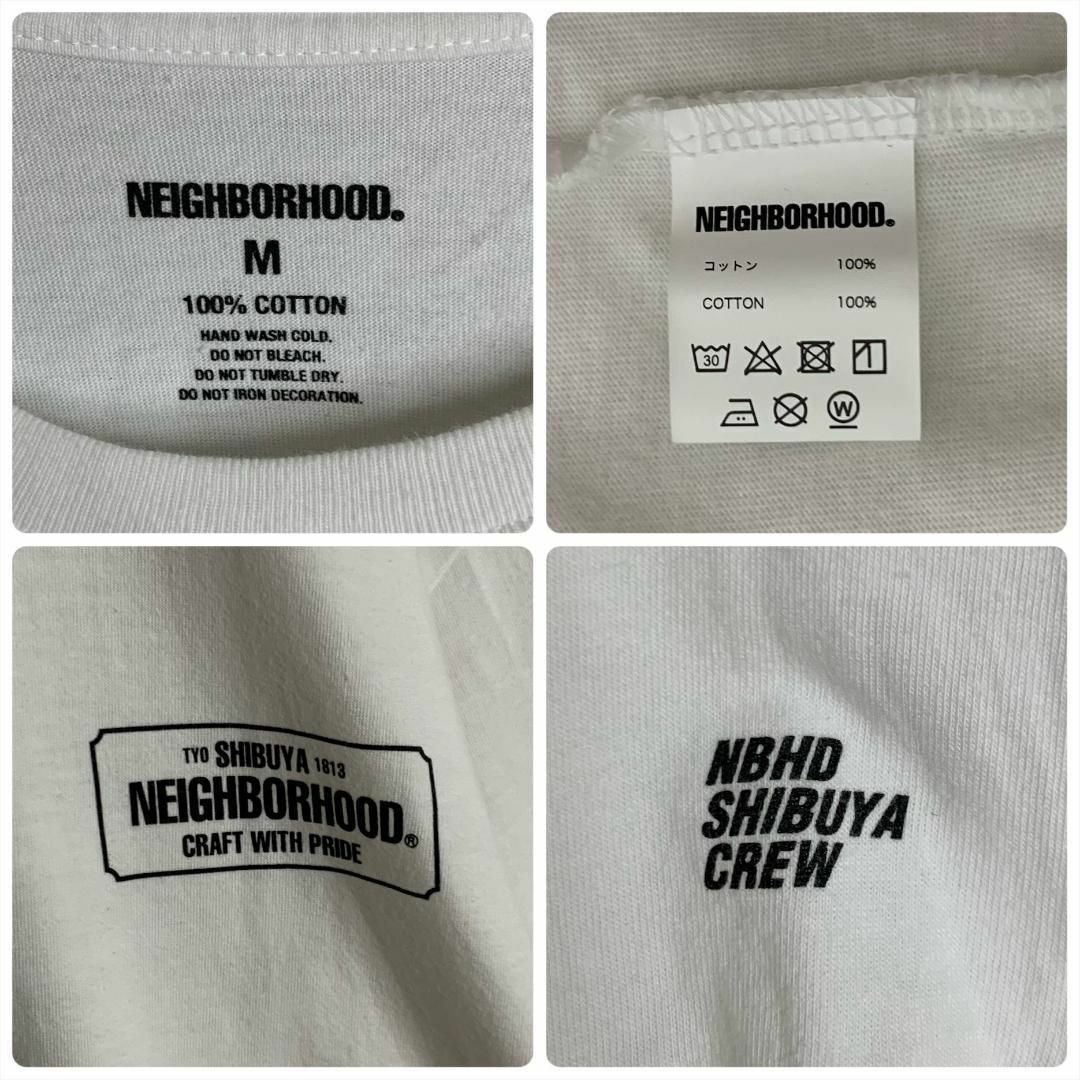 NEIGHBORHOOD®
M
100% COTTON
HAND WASH COLD.
DO NOT BLEACH.
DO NOT TUMBLE DRY.
DO NOT IRON DECORATION.
NEIGHBORHOOD®
コットン 100%
COTTON 100%
30
W
TYO SHIBUYA 1813
NEIGHBORHOOD®
CRAFT WITH PRIDE
NBHD
SHIBUYA
CREW